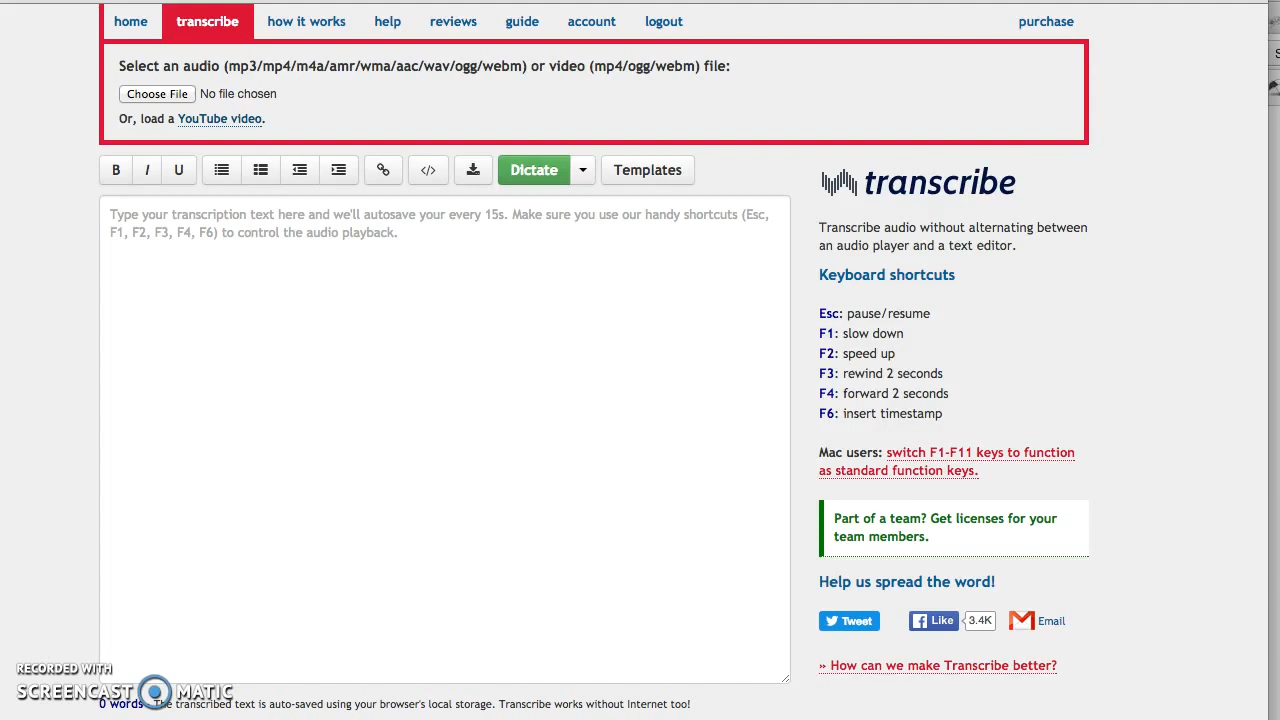 home transcribe how it works help reviews guide account logout purchase
Select an audio (mp3/mp4/m4a/amr/wma/aac/wav/ogg/webm) or video (mp4/ogg/webm) file:
Choose File No file chosen
Or, load a YouTube video.
B I U </> Dictate Templates
Type your transcription text here and we'll autosave your every 15s. Make sure you use our handy shortcuts (Esc,
F1, F2, F3, F4, F6) to control the audio playback.
transcribe
Transcribe audio without alternating between
an audio player and a text editor.
Keyboard shortcuts
Esc: pause/resume
F1: slow down
F2: speed up
F3: rewind 2 seconds
F4: forward 2 seconds
F6: insert timestamp
Mac users: switch F1-F11 keys to function
as standard function keys.
Part of a team? Get licenses for your
team members.
Help us spread the word!
Tweet Like 3.4K Email
» How can we make Transcribe better?
RECORDED WITH
SCREENCAST MATIC
0 words The transcribed text is auto-saved using your browser's local storage. Transcribe works without Internet too!